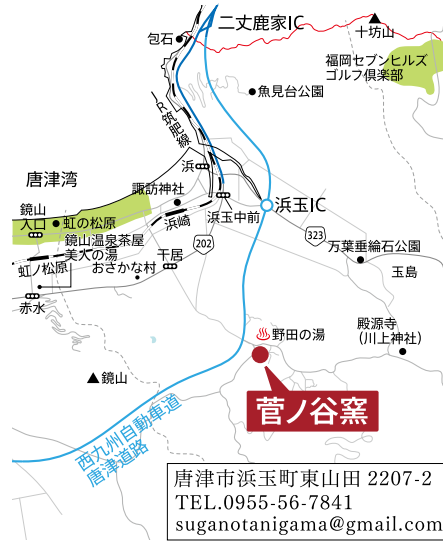 二丈鹿家IC
包石
十坊山
福岡セブンヒルズ
ゴルフ倶楽部
魚見台公園
JR筑肥線
唐津湾
浜
諏訪神社
浜玉IC
鏡山
入口
虹の松原
浜崎
浜玉中前
323
鏡山温泉茶屋
美人の湯
202
万葉垂綸石公園
虹ノ松原
おさかな村
干居
玉島
赤水
野田の湯
殿源寺
(川上神社)
鏡山
菅ノ谷窯
西九州自動車道
唐津道路
唐津市浜玉町東山田 2207-2
TEL.0955-56-7841
suganotanigama@gmail.com